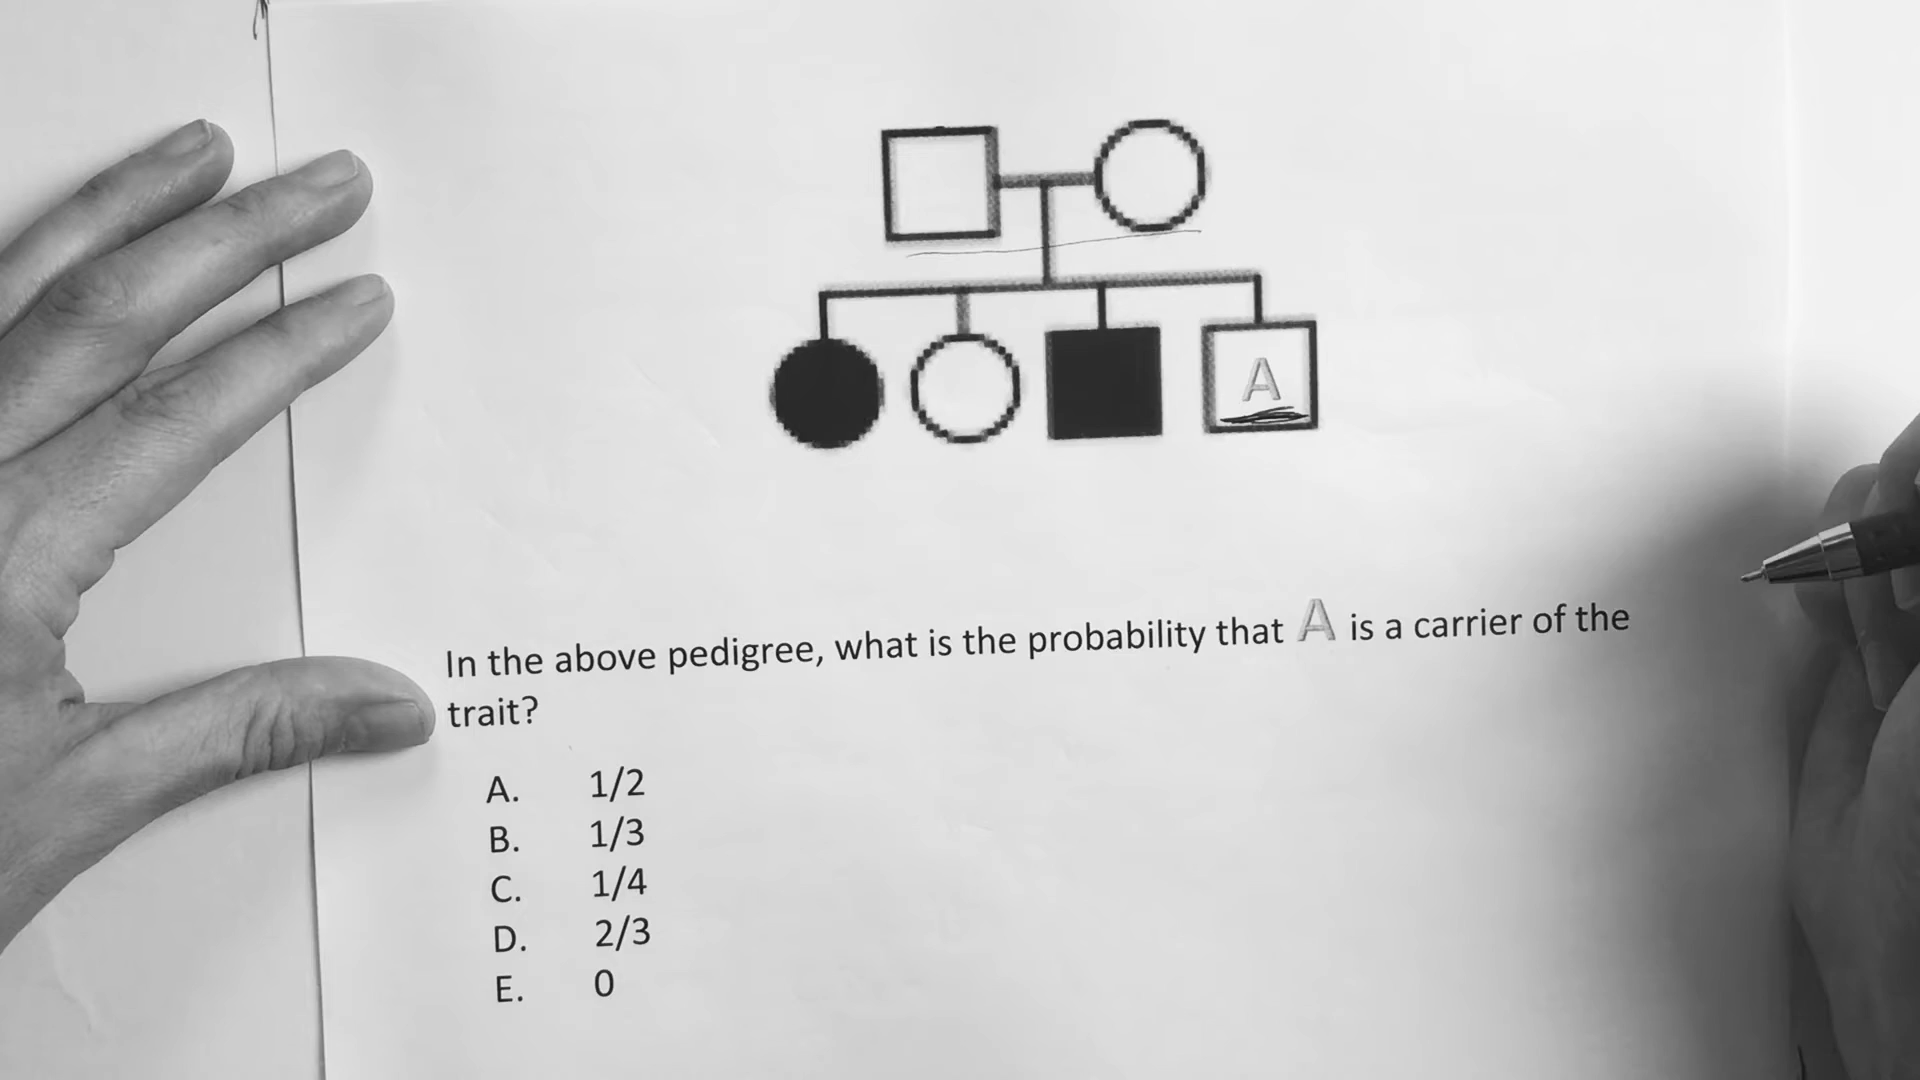 A
In the above pedigree, what is the probability that A is a carrier of the
trait?
A. 1/2
B. 1/3
C. 1/4
D. 2/3
E. 0